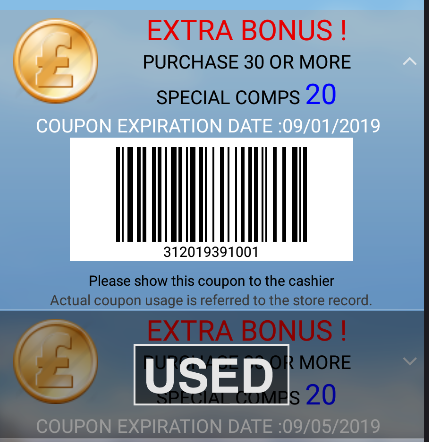 EXTRA BONUS !
PURCHASE 30 OR MORE
SPECIAL COMPS 20
COUPON EXPIRATION DATE :09/01/2019
312019391001
Please show this coupon to the cashier
Actual coupon usage is referred to the store record.
EXTRA BONUS !
PURCHASE 30 OR MORE
USED
SPECIAL COMPS 20
COUPON EXPIRATION DATE :09/05/2019